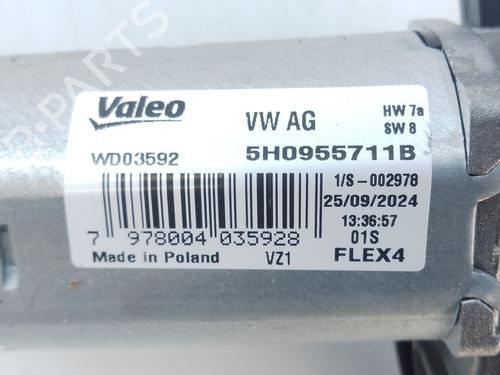 Valeo
VW AG
HW 7a
SW 8
WD03592
5H0955711B
1/S-002978
25/09/2024
13:36:57
7 978004 035928
01S
Made in Poland
VZ1
FLEX4